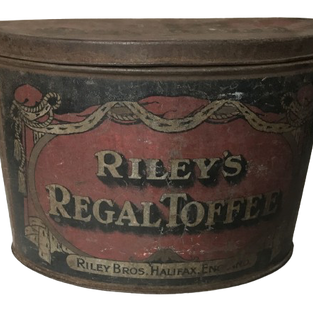 RILEY'S
REGAL TOFFEE
RILEY BROS. HALIFAX,